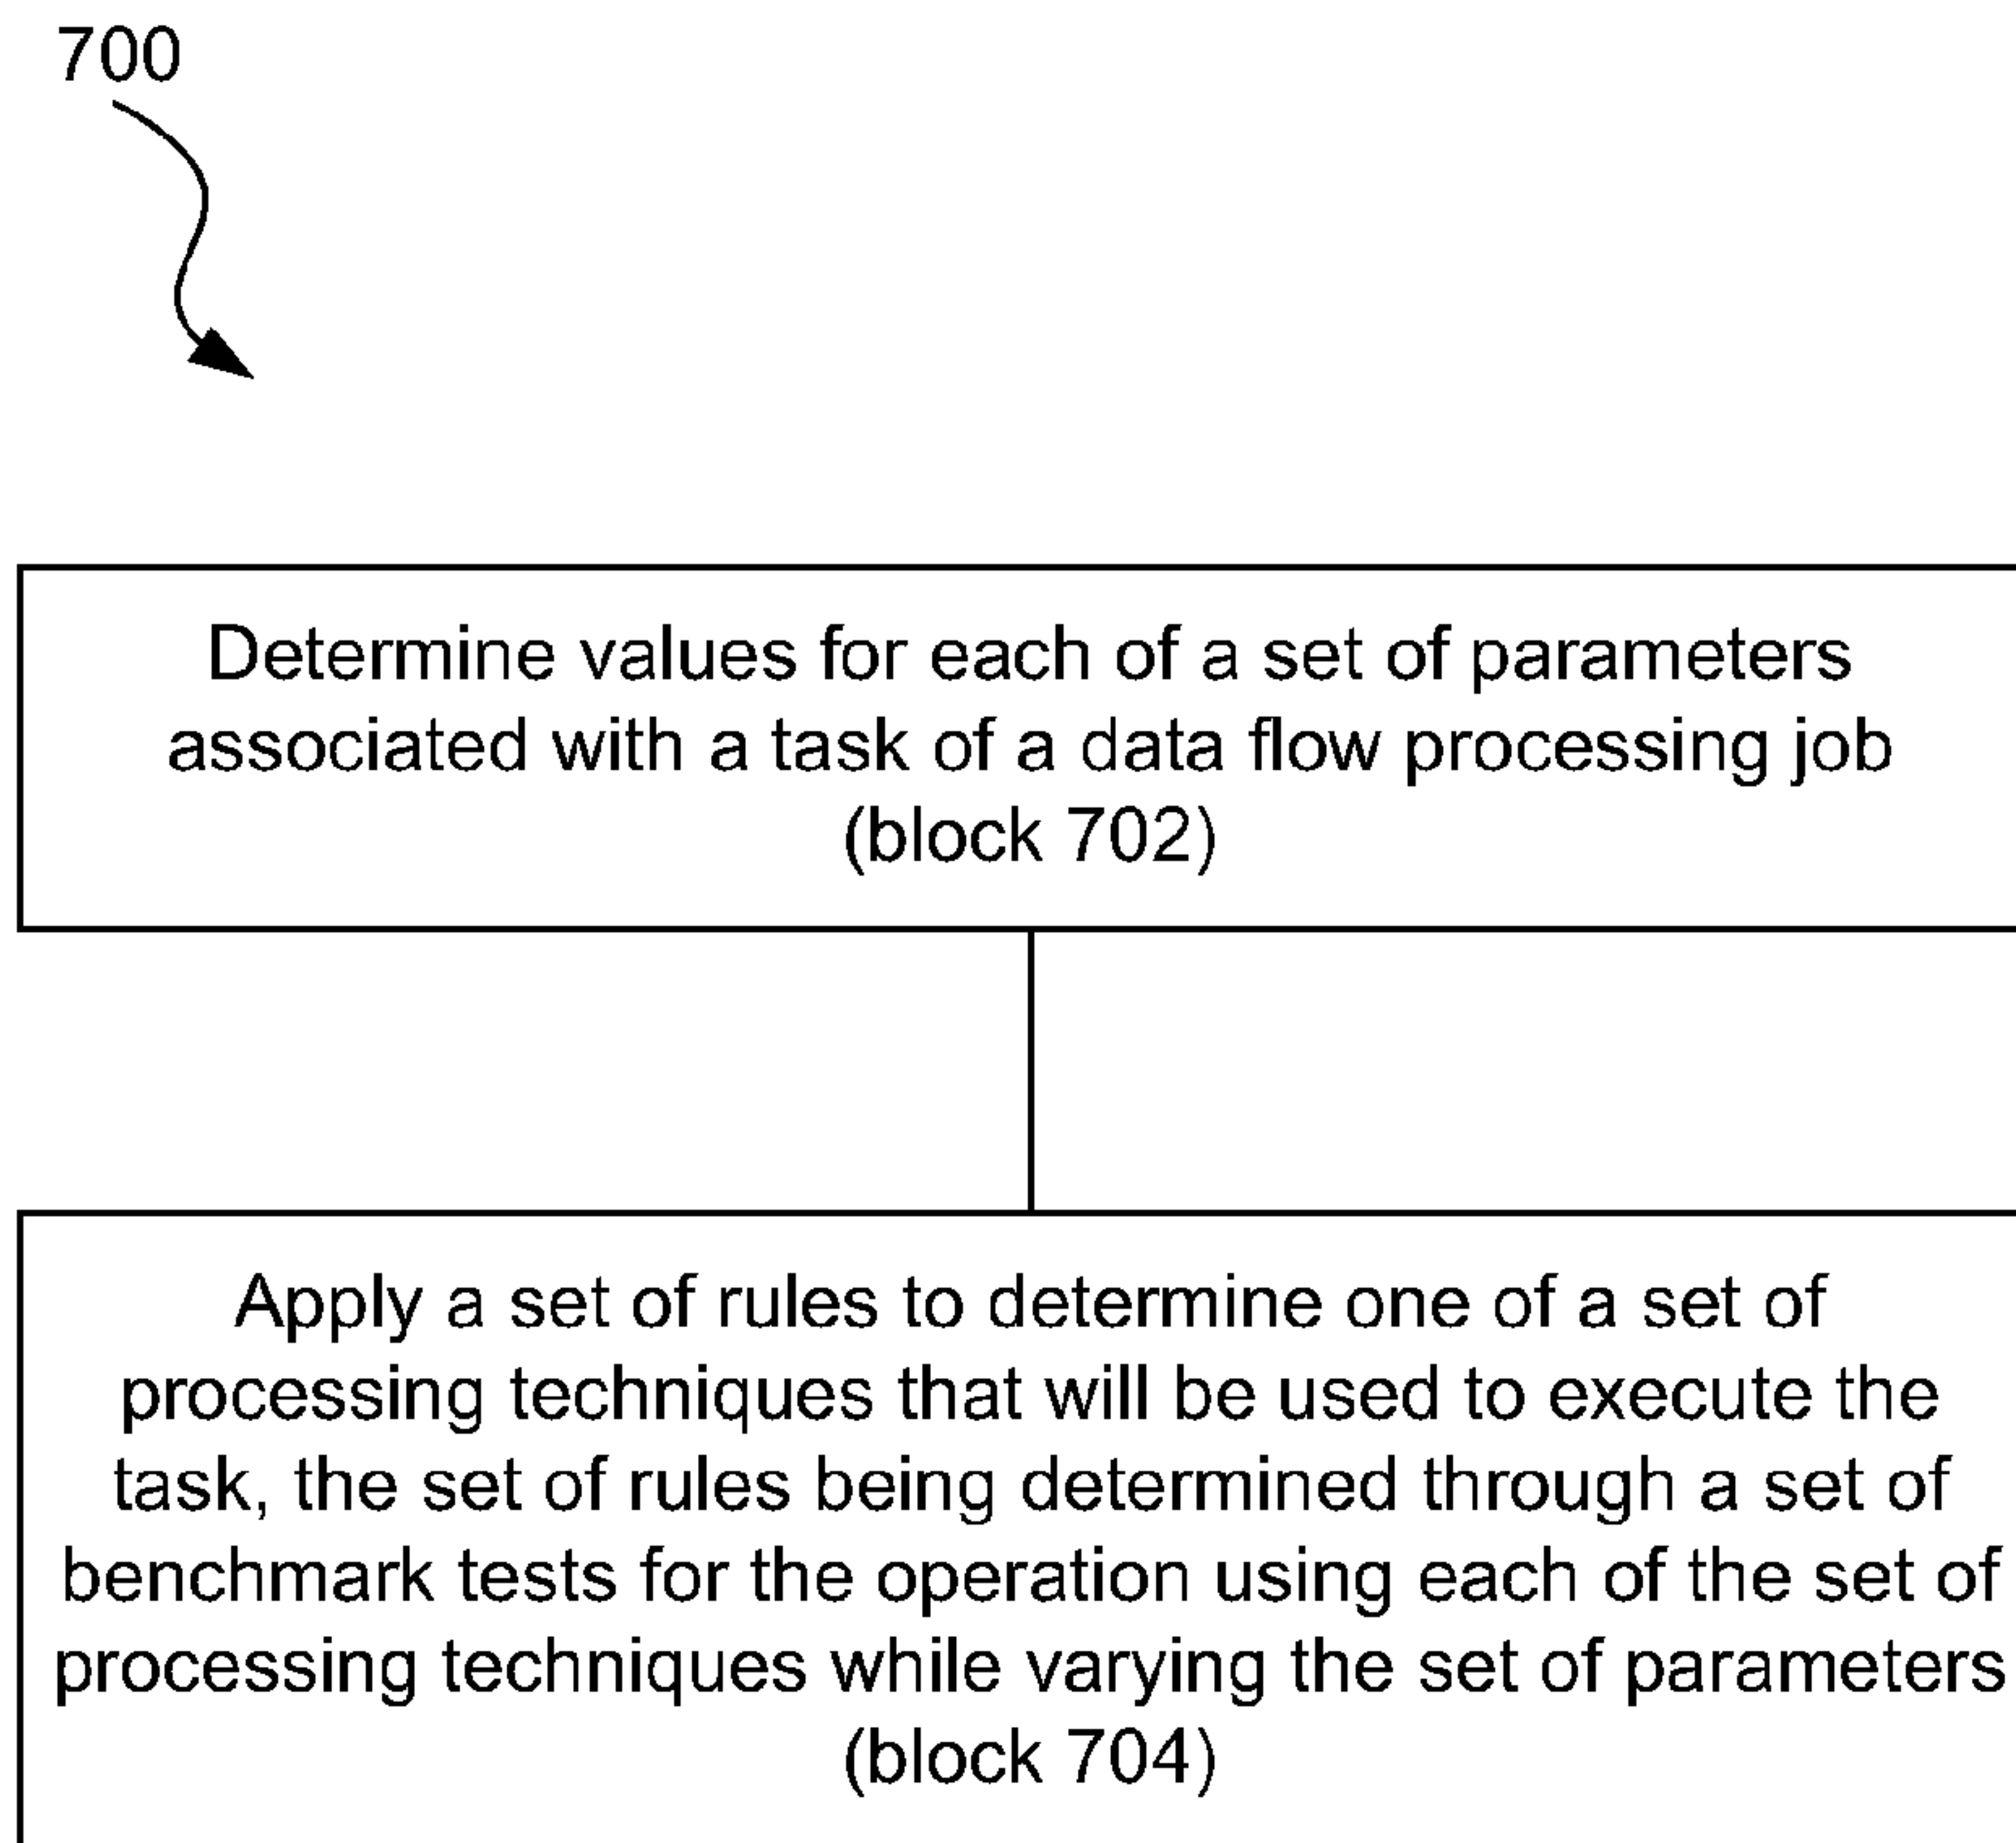 700
Determine values for each of a set of parameters
associated with a task of a data flow processing job
(block 702)
Apply a set of rules to determine one of a set of
processing techniques that will be used to execute the
task, the set of rules being determined through a set of
benchmark tests for the operation using each of the set of
processing techniques while varying the set of parameters
(block 704)